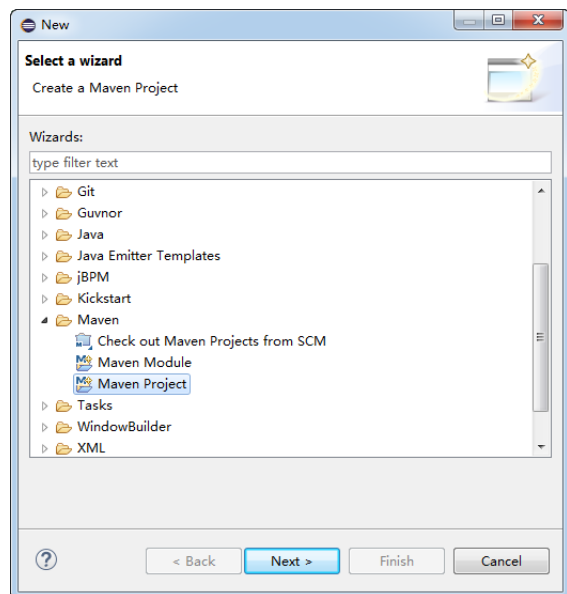 New
Select a wizard
Create a Maven Project
Wizards:
type filter text
Git
Guvnor
Java
Java Emitter Templates
jBPM
Kickstart
Maven
Check out Maven Projects from SCM
Maven Module
Maven Project
Tasks
WindowBuilder
XML
< Back Next > Finish Cancel